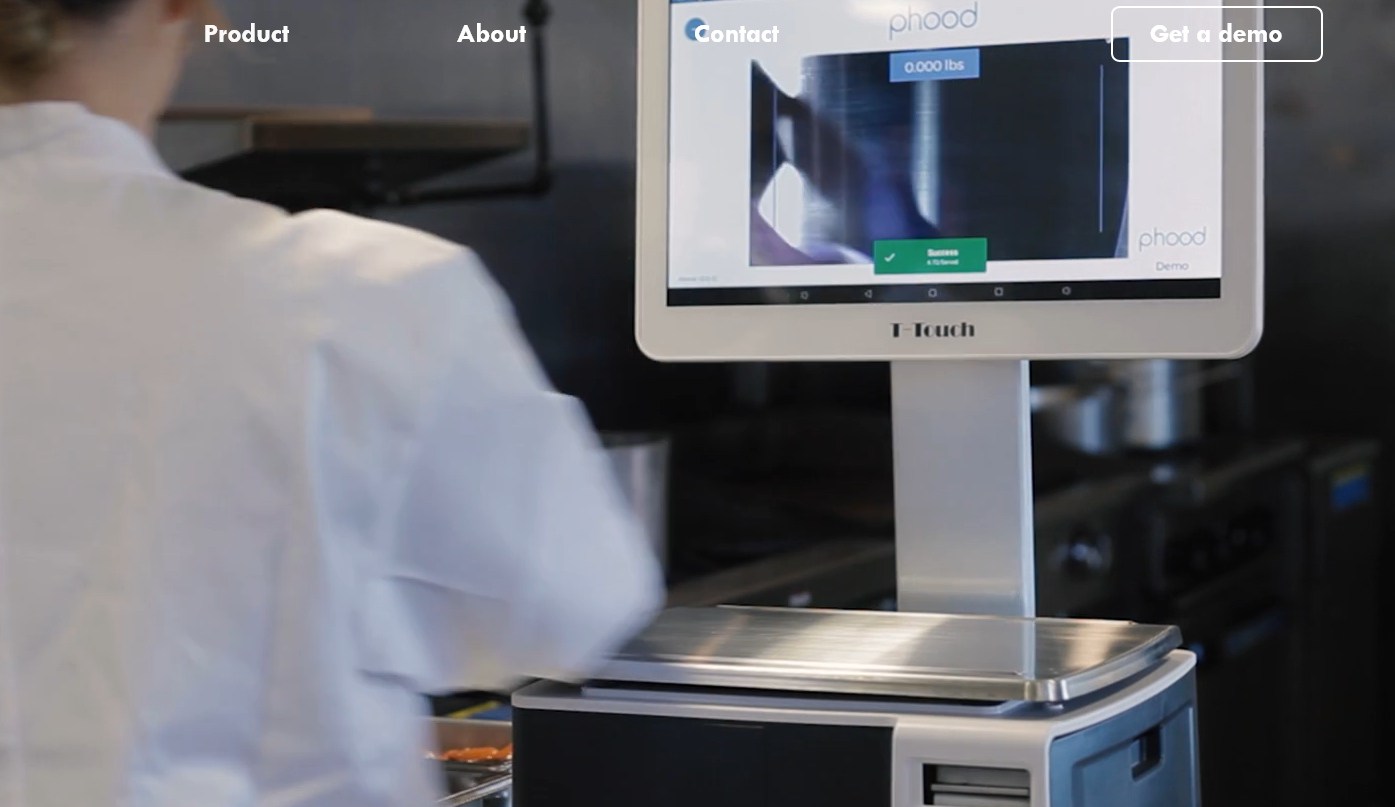 Product
About
Contact
Get a demo
phood
0.000 lbs
Success
phood
Demo
T-Touch